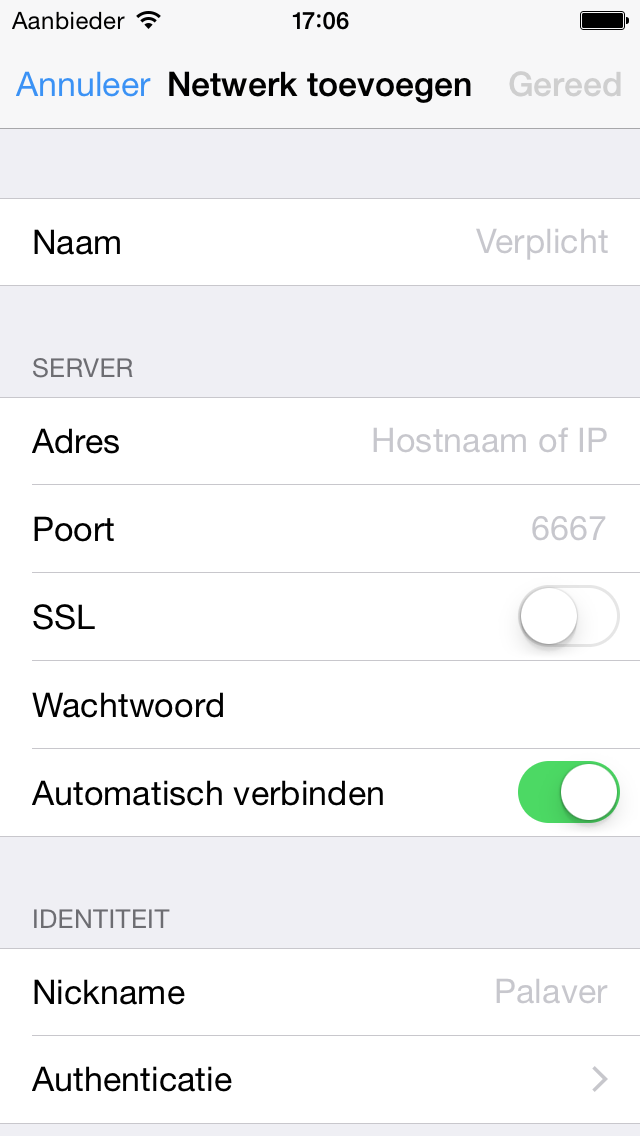 Aanbieder 17:06
Annuleer Netwerk toevoegen Gereed
Naam Verplicht
SERVER
Adres Hostnaam of IP
Poort 6667
SSL
Wachtwoord
Automatisch verbinden
IDENTITEIT
Nickname Palaver
Authenticatie